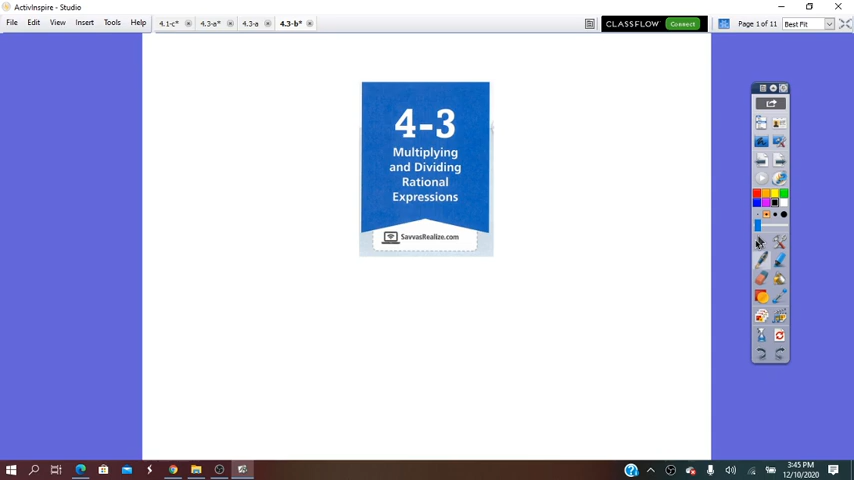 ActivInspire - Studio
File Edit View Insert Tools Help
4.1-c* 4.3-a* 4.3-a 4.3-b*
CLASSFLOW Connect
Page 1 of 11 Best Fit
4-3
Multiplying
and Dividing
Rational
Expressions
SavvasRealize.com
3:45 PM
12/10/2020